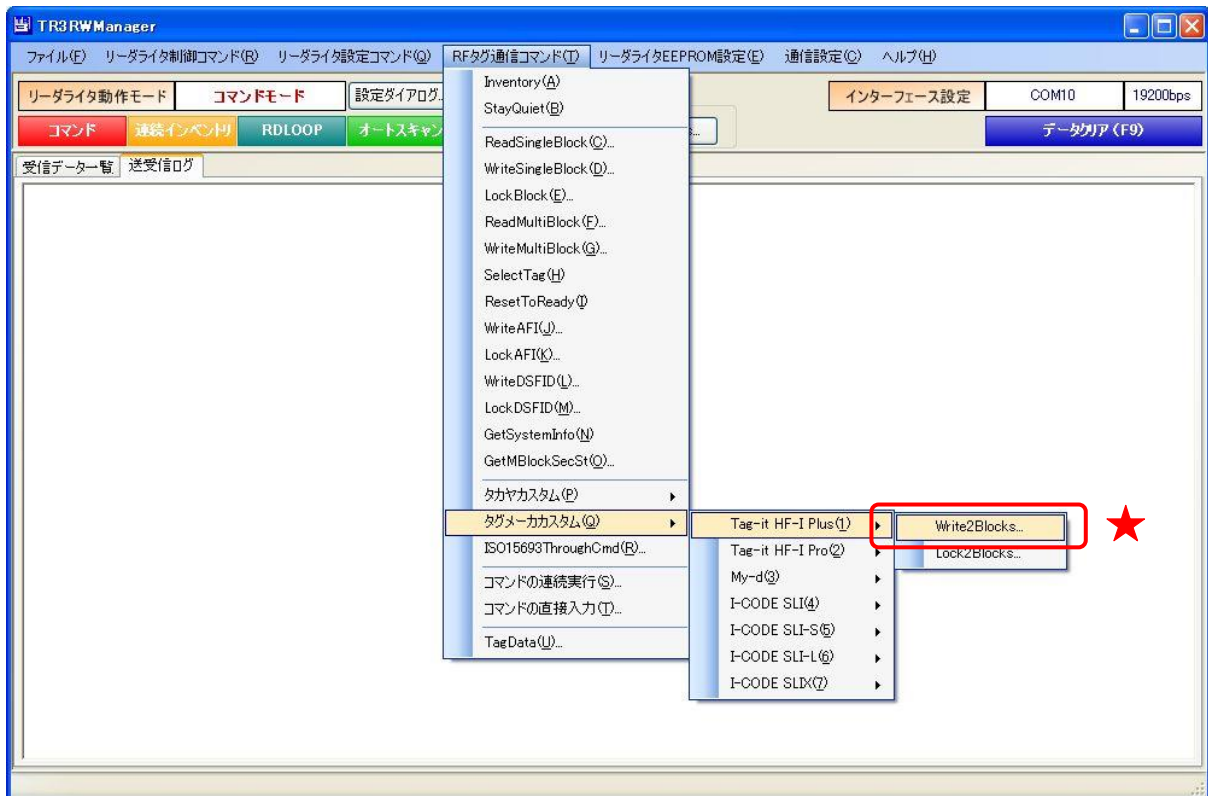 TR3RWManager
ファイル(F) リーダライタ制御コマンド(R) リーダライタ設定コマンド(Q) RFタグ通信コマンド(T) リーダライタEEPROM設定(E) 通信設定(C) ヘルプ(H)
リーダライタ動作モード コマンドモード 設定ダイアログ... インターフェース設定 COM10 19200bps
コマンド 連続インベントリ RDLOOP オートスキャン データクリア(F9)
受信データ一覧 送受信ログ
Inventory(A)
StayQuiet(B)
ReadSingleBlock(C)...
WriteSingleBlock(D)...
LockBlock(E)...
ReadMultiBlock(F)...
WriteMultiBlock(G)...
SelectTag(H)
ResetToReady(I)
WriteAFI(J)...
LockAFI(K)...
WriteDSFID(L)...
LockDSFID(M)...
GetSystemInfo(N)
GetMBlockSecSt(O)...
タカヤカスタム(P)
タグメーカカスタム(Q)
ISO15693ThroughCmd(R)...
コマンドの連続実行(S)...
コマンドの直接入力(T)...
TagData(U)...
Tag-it HF-I Plus(1)
Tag-it HF-I Pro(2)
My-d(3)
I-CODE SLI(4)
I-CODE SLI-S(5)
I-CODE SLI-L(6)
I-CODE SLIX(7)
Write2Blocks...
Lock2Blocks...